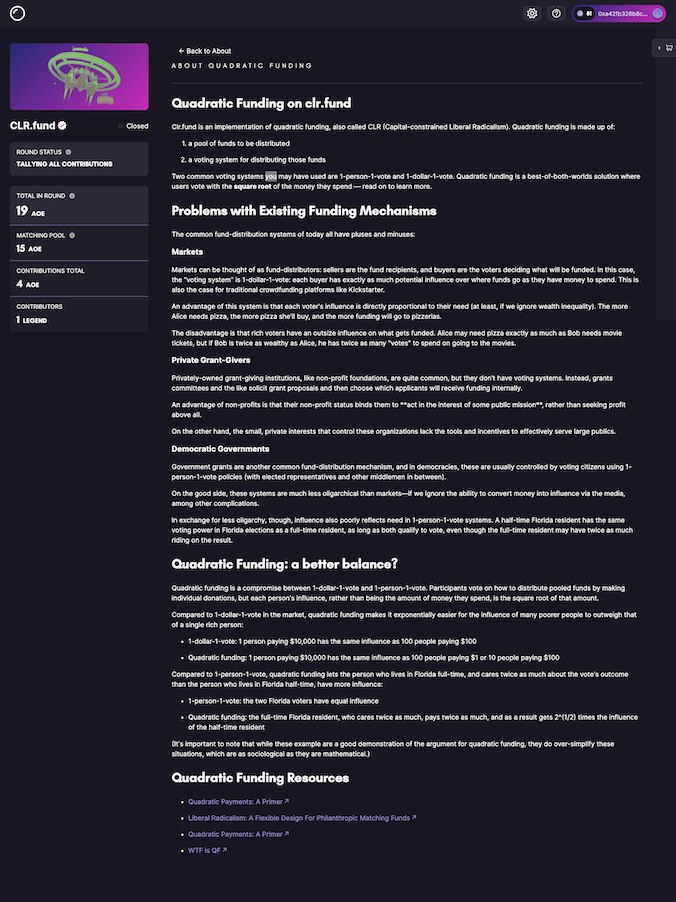 0xa42fb326b8c...
← Back to About
ABOUT QUADRATIC FUNDING
CLR.fund
Closed
ROUND STATUS
TALLYING ALL CONTRIBUTIONS
TOTAL IN ROUND
19 AOE
MATCHING POOL
15 AOE
CONTRIBUTIONS TOTAL
4 AOE
CONTRIBUTORS
1 LEGEND
Quadratic Funding on clr.fund
Clr.fund is an implementation of quadratic funding, also called CLR (Capital-constrained Liberal Radicalism). Quadratic funding is made up of:
1. a pool of funds to be distributed
2. a voting system for distributing those funds
Two common voting systems you may have used are 1-person-1-vote and 1-dollar-1-vote. Quadratic funding is a best-of-both-worlds solution where
users vote with the square root of the money they spend — read on to learn more.
Problems with Existing Funding Mechanisms
The common fund-distribution systems of today all have pluses and minuses:
Markets
Markets can be thought of as fund-distributors: sellers are the fund recipients, and buyers are the voters deciding what will be funded. In this case,
the "voting system" is 1-dollar-1-vote: each buyer has exactly as much potential influence over where funds go as they have money to spend. This is
also the case for traditional crowdfunding platforms like Kickstarter.
An advantage of this system is that each voter's influence is directly proportional to their need (at least, if we ignore wealth inequality). The more
Alice needs pizza, the more pizza she'll buy, and the more funding will go to pizzerias.
The disadvantage is that rich voters have an outsize influence on what gets funded. Alice may need pizza exactly as much as Bob needs movie
tickets, but if Bob is twice as wealthy as Alice, he has twice as many "votes" to spend on going to the movies.
Private Grant-Givers
Privately-owned grant-giving institutions, like non-profit foundations, are quite common, but they don't have voting systems. Instead, grants
committees and the like solicit grant proposals and then choose which applicants will receive funding internally.
An advantage of non-profits is that their non-profit status binds them to **act in the interest of some public mission**, rather than seeking profit
above all.
On the other hand, the small, private interests that control these organizations lack the tools and incentives to effectively serve large publics.
Democratic Governments
Government grants are another common fund-distribution mechanism, and in democracies, these are usually controlled by voting citizens using 1-
person-1-vote policies (with elected representatives and other middlemen in between).
On the good side, these systems are much less oligarchical than markets—if we ignore the ability to convert money into influence via the media,
among other complications.
In exchange for less oligarchy, though, influence also poorly reflects need in 1-person-1-vote systems. A half-time Florida resident has the same
voting power in Florida elections as a full-time resident, as long as both qualify to vote, even though the full-time resident may have twice as much
riding on the result.
Quadratic Funding: a better balance?
Quadratic funding is a compromise between 1-dollar-1-vote and 1-person-1-vote. Participants vote on how to distribute pooled funds by making
individual donations, but each person's influence, rather than being the amount of money they spend, is the square root of that amount.
Compared to 1-dollar-1-vote in the market, quadratic funding makes it exponentially easier for the influence of many poorer people to outweigh that
of a single rich person:
• 1-dollar-1-vote: 1 person paying $10,000 has the same influence as 100 people paying $100
• Quadratic funding: 1 person paying $10,000 has the same influence as 100 people paying $1 or 10 people paying $100
Compared to 1-person-1-vote, quadratic funding lets the person who lives in Florida full-time, and cares twice as much about the vote's outcome
than the person who lives in Florida half-time, have more influence:
• 1-person-1-vote: the two Florida voters have equal influence
• Quadratic funding: the full-time Florida resident, who cares twice as much, pays twice as much, and as a result gets 2^(1/2) times the influence
of the half-time resident
(It's important to note that while these example are a good demonstration of the argument for quadratic funding, they do over-simplify these
situations, which are as sociological as they are mathematical.)
Quadratic Funding Resources
• Quadratic Payments: A Primer ↗
• Liberal Radicalism: A Flexible Design For Philanthropic Matching Funds ↗
• Quadratic Payments: A Primer ↗
• WTF is QF ↗